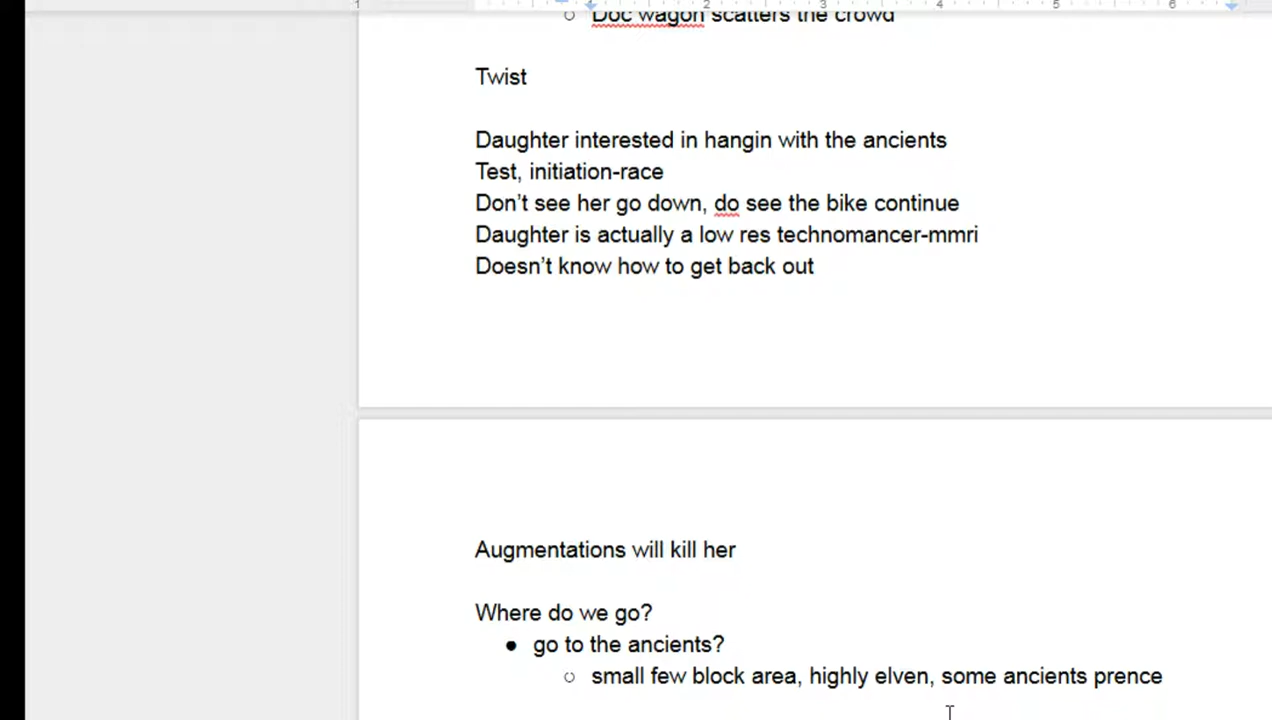 Doc wagon scatters the crowd
Twist
Daughter interested in hangin with the ancients
Test, initiation-race
Don't see her go down, do see the bike continue
Daughter is actually a low res technomancer-mmri
Doesn't know how to get back out
Augmentations will kill her
Where do we go?
● go to the ancients?
○ small few block area, highly elven, some ancients prence